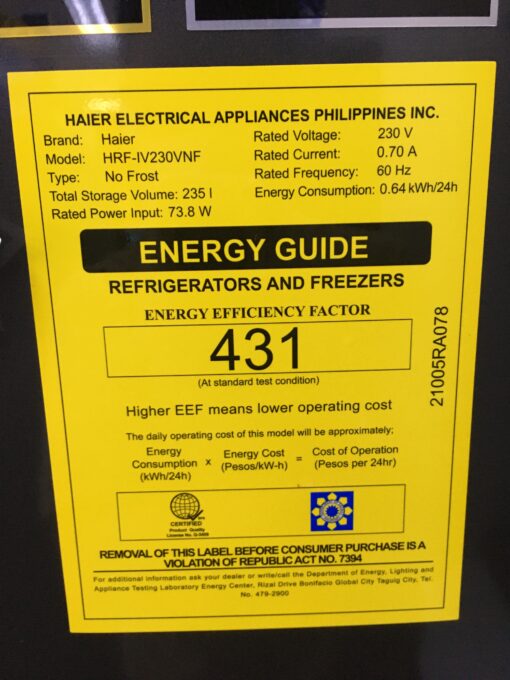 HAIER ELECTRICAL APPLIANCES PHILIPPINES INC.
Brand: Haier
Rated Voltage: 230 V
Model: HRF-IV230VNF
Rated Current: 0.70 A
Type: No Frost
Rated Frequency: 60 Hz
Total Storage Volume: 235 l
Energy Consumption: 0.64 kWh/24h
Rated Power Input: 73.8 W
ENERGY GUIDE
REFRIGERATORS AND FREEZERS
ENERGY EFFICIENCY FACTOR
431
(At standard test condition)
21005RA078
Higher EEF means lower operating cost
The daily operating cost of this model will be approximately;
Energy Consumption (kWh/24h) x Energy Cost (Pesos/kW-h) = Cost of Operation (Pesos per 24hr)
CERTIFIED
Product Quality
REMOVAL OF THIS LABEL BEFORE CONSUMER PURCHASE IS A
VIOLATION OF REPUBLIC ACT NO. 7394
For additional information ask your dealer or write/call the Department of Energy, Lighting and
Appliance Testing Laboratory Energy Center, Rizal Drive Bonifacio Global City Taguig City, Tel.
No. 479-2900